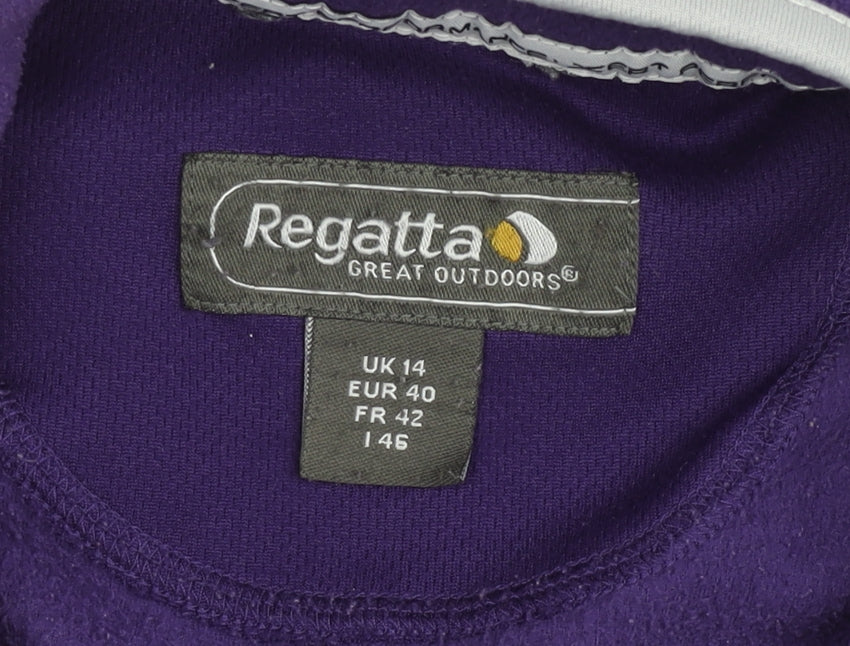 Regatta
GREAT OUTDOORS®
UK 14
EUR 40
FR 42
I 46